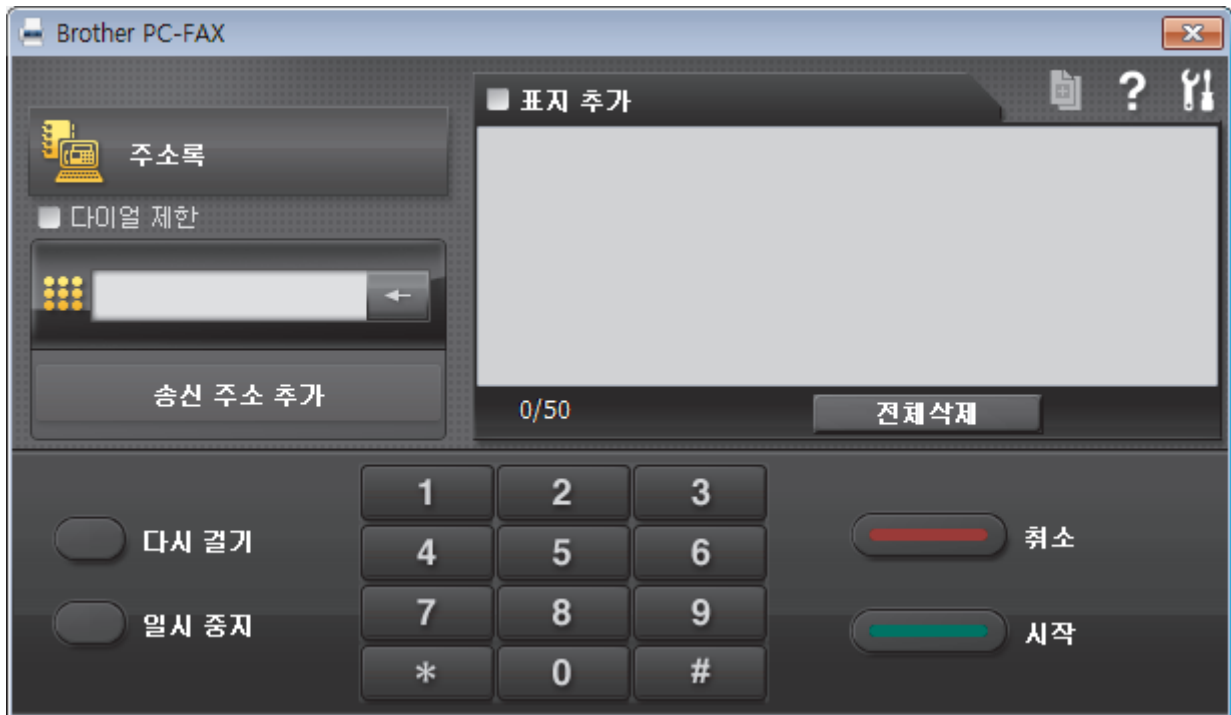 Brother PC-FAX
표지 추가
?
주소록
다이얼 제한
송신 주소 추가
0/50
전체삭제
1 2 3
다시 걸기
4 5 6
취소
일시 중지
7 8 9
시작
* 0 #